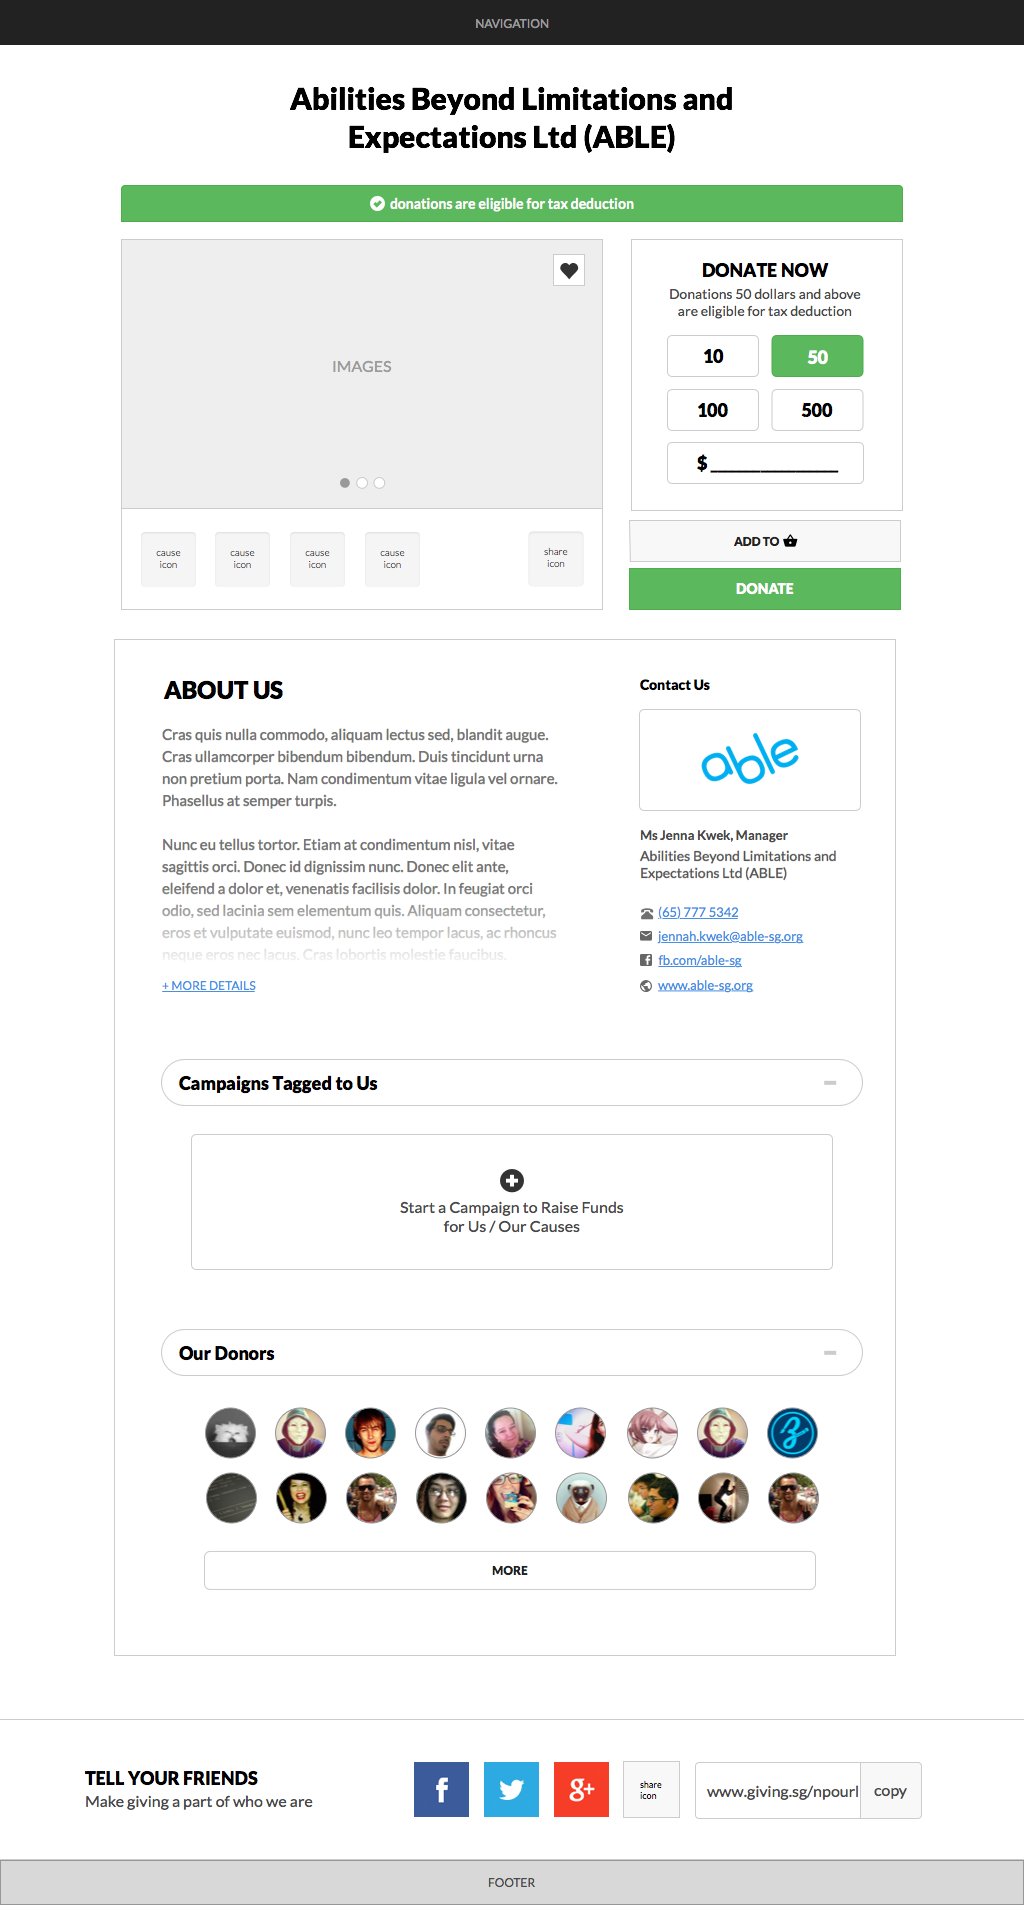 NAVIGATION
Abilities Beyond Limitations and
Expectations Ltd (ABLE)
donations are eligible for tax deduction
IMAGES
cause
icon
cause
icon
cause
icon
cause
icon
share
icon
DONATE NOW
Donations 50 dollars and above
are eligible for tax deduction
10
50
100
500
$ ______________
ADD TO
DONATE
ABOUT US
Cras quis nulla commodo, aliquam lectus sed, blandit augue.
Cras ullamcorper bibendum bibendum. Duis tincidunt urna
non pretium porta. Nam condimentum vitae ligula vel ornare.
Phasellus at semper turpis.
Nunc eu tellus tortor. Etiam at condimentum nisl, vitae
sagittis orci. Donec id dignissim nunc. Donec elit ante,
eleifend a dolor et, venenatis facilisis dolor. In feugiat orci
odio, sed lacinia sem elementum quis. Aliquam consectetur,
eros et vulputate euismod, nunc leo tempor lacus, ac rhoncus
neque eros nec lacus. Cras lobortis molestie faucibus.
+ MORE DETAILS
Contact Us
able
Ms Jenna Kwek, Manager
Abilities Beyond Limitations and
Expectations Ltd (ABLE)
(65) 777 5342
jennah.kwek@able-sg.org
fb.com/able-sg
www.able-sg.org
Campaigns Tagged to Us
Start a Campaign to Raise Funds
for Us / Our Causes
Our Donors
MORE
TELL YOUR FRIENDS
Make giving a part of who we are
f
g+
share
icon
www.giving.sg/npourl
copy
FOOTER